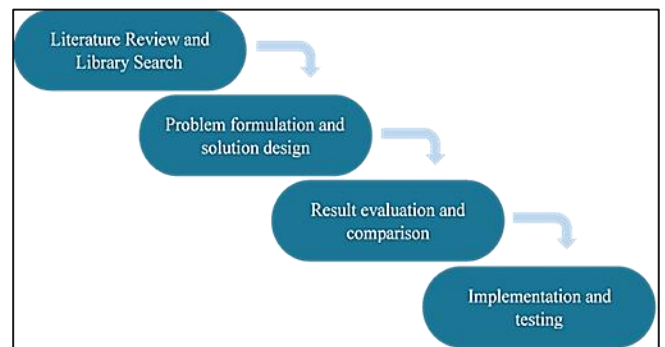 Literature Review and
Library Search
Problem formulation and
solution design
Result evaluation and
comparison
Implementation and
testing